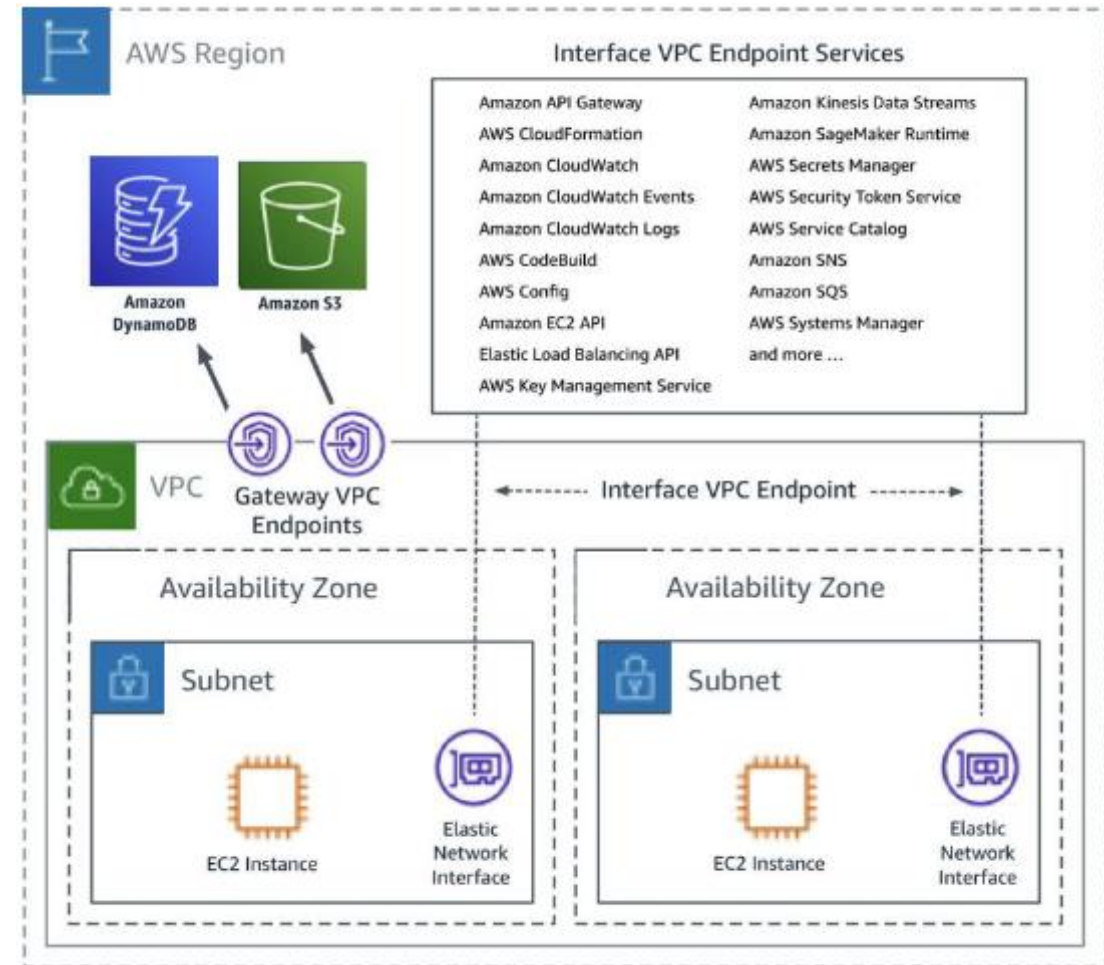 AWS Region
Interface VPC Endpoint Services
Amazon API Gateway
AWS CloudFormation
Amazon CloudWatch
Amazon CloudWatch Events
Amazon CloudWatch Logs
AWS CodeBuild
AWS Config
Amazon EC2 API
Elastic Load Balancing API
AWS Key Management Service
Amazon Kinesis Data Streams
Amazon SageMaker Runtime
AWS Secrets Manager
AWS Security Token Service
AWS Service Catalog
Amazon SNS
Amazon SQS
AWS Systems Manager
and more ...
Amazon
DynamoDB
Amazon S3
VPC
Gateway VPC
Endpoints
Interface VPC Endpoint
Availability Zone
Subnet
EC2 Instance
Elastic
Network
Interface
Availability Zone
Subnet
EC2 Instance
Elastic
Network
Interface